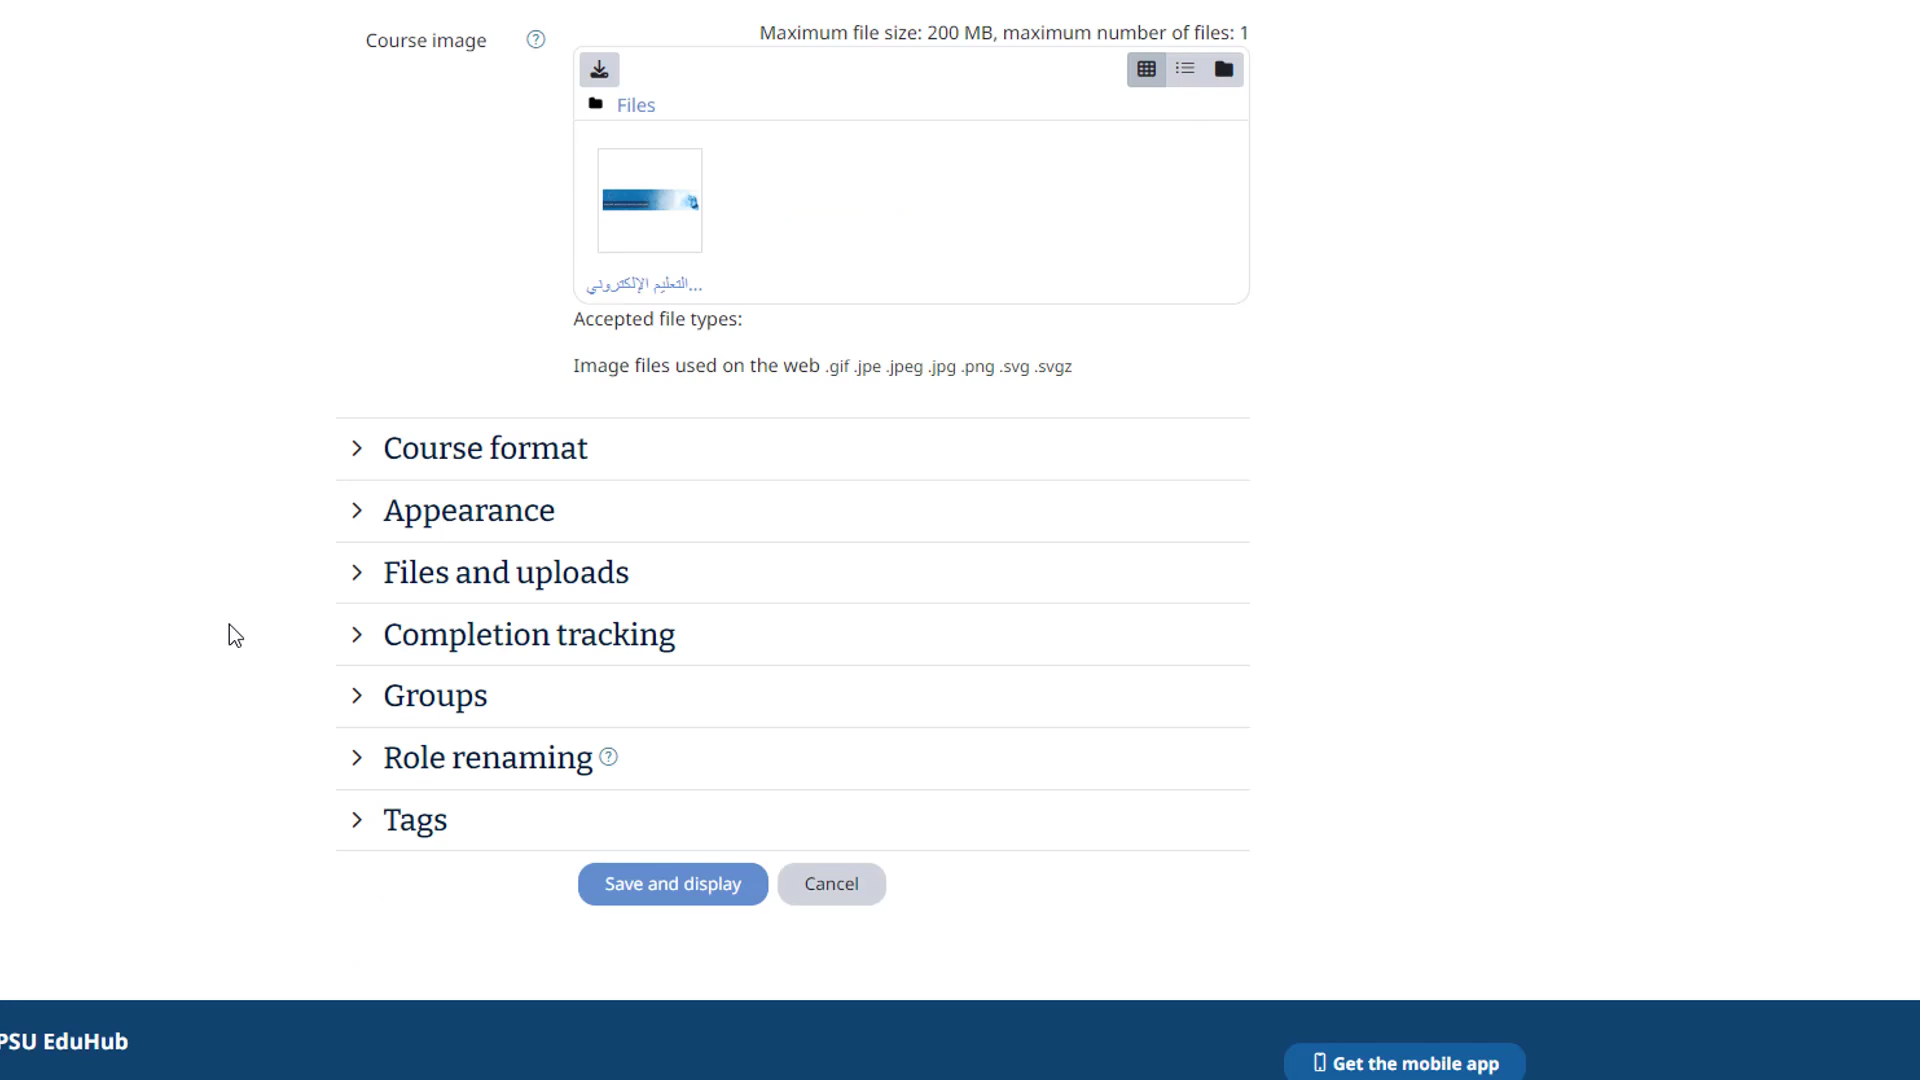 Course image
Maximum file size: 200 MB, maximum number of files: 1
Files
التعليم الإلكتروني...
Accepted file types:
Image files used on the web .gif .jpe .jpeg .jpg .png .svg .svgz
Course format
Appearance
Files and uploads
Completion tracking
Groups
Role renaming
Tags
Save and display
Cancel
PSU EduHub
Get the mobile app